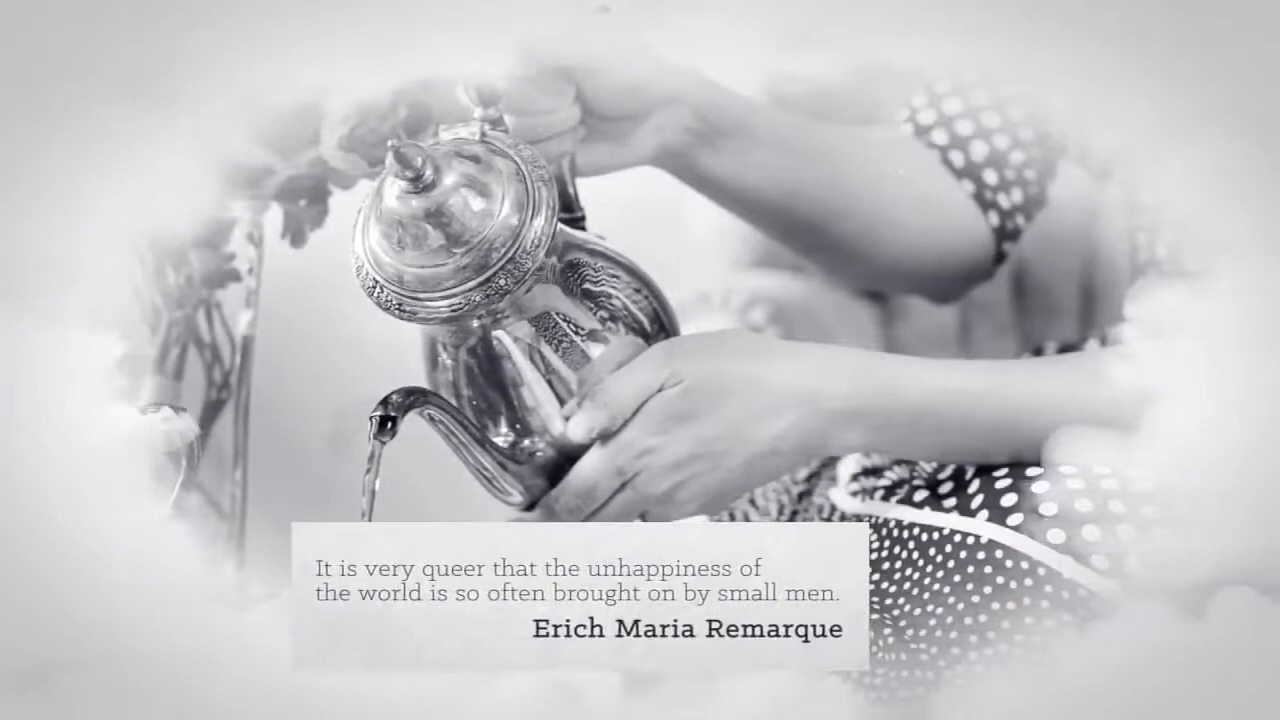 It is very queer that the unhappiness of
the world is so often brought on by small men.
Erich Maria Remarque